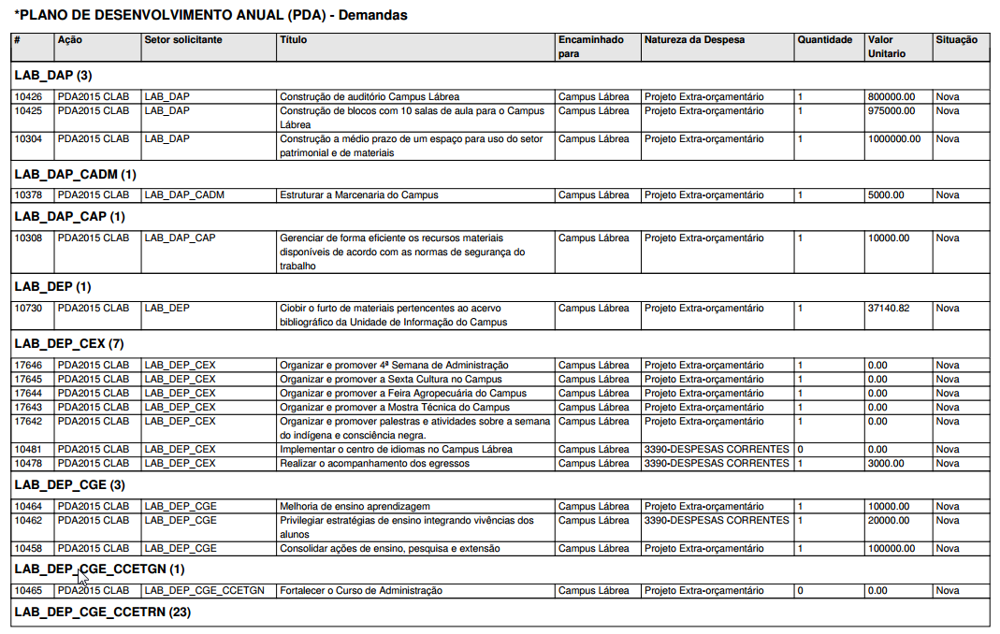 *PLANO DE DESENVOLVIMENTO ANUAL (PDA) - Demandas
# Ação Setor solicitante Título Encaminhado para Natureza da Despesa Quantidade Valor Unitario Situação
LAB_DAP (3)
10426 PDA2015 CLAB LAB_DAP Construção de auditório Campus Lábrea Campus Lábrea Projeto Extra-orçamentário 1 800000.00 Nova
10425 PDA2015 CLAB LAB_DAP Construção de blocos com 10 salas de aula para o Campus Campus Lábrea Projeto Extra-orçamentário 1 975000.00 Nova
Lábrea
10304 PDA2015 CLAB LAB_DAP Construção a médio prazo de um espaço para uso do setor Campus Lábrea Projeto Extra-orçamentário 1 1000000.00 Nova
patrimonial e de materiais
LAB_DAP_CADM (1)
10378 PDA2015 CLAB LAB_DAP_CADM Estruturar a Marcenaria do Campus Campus Lábrea Projeto Extra-orçamentário 1 5000.00 Nova
LAB_DAP_CAP (1)
10308 PDA2015 CLAB LAB_DAP_CAP Gerenciar de forma eficiente os recursos materiais Campus Lábrea Projeto Extra-orçamentário 1 10000.00 Nova
disponíveis de acordo com as normas de segurança do
trabalho
LAB_DEP (1)
10730 PDA2015 CLAB LAB_DEP Ciobir o furto de materiais pertencentes ao acervo Campus Lábrea Projeto Extra-orçamentário 1 37140.82 Nova
bibliográfico da Unidade de Informação do Campus
LAB_DEP_CEX (7)
17646 PDA2015 CLAB LAB_DEP_CEX Organizar e promover 4ª Semana de Administração Campus Lábrea Projeto Extra-orçamentário 1 0.00 Nova
17645 PDA2015 CLAB LAB_DEP_CEX Organizar e promover a Sexta Cultura no Campus Campus Lábrea Projeto Extra-orçamentário 1 0.00 Nova
17644 PDA2015 CLAB LAB_DEP_CEX Organizar e promover a Feira Agropecuária do Campus Campus Lábrea Projeto Extra-orçamentário 1 0.00 Nova
17643 PDA2015 CLAB LAB_DEP_CEX Organizar e promover a Mostra Técnica do Campus Campus Lábrea Projeto Extra-orçamentário 1 0.00 Nova
17642 PDA2015 CLAB LAB_DEP_CEX Organizar e promover palestras e atividades sobre a semana Campus Lábrea Projeto Extra-orçamentário 1 0.00 Nova
do indígena e consciência negra.
10481 PDA2015 CLAB LAB_DEP_CEX Implementar o centro de idiomas no Campus Lábrea Campus Lábrea 3390-DESPESAS CORRENTES 0 0.00 Nova
10478 PDA2015 CLAB LAB_DEP_CEX Realizar o acompanhamento dos egressos Campus Lábrea 3390-DESPESAS CORRENTES 1 3000.00 Nova
LAB_DEP_CGE (3)
10464 PDA2015 CLAB LAB_DEP_CGE Melhoria de ensino aprendizagem Campus Lábrea Projeto Extra-orçamentário 1 10000.00 Nova
10462 PDA2015 CLAB LAB_DEP_CGE Privilegiar estratégias de ensino integrando vivências dos Campus Lábrea 3390-DESPESAS CORRENTES 1 20000.00 Nova
alunos
10458 PDA2015 CLAB LAB_DEP_CGE Consolidar ações de ensino, pesquisa e extensão Campus Lábrea Projeto Extra-orçamentário 1 100000.00 Nova
LAB_DEP_CGE_CCETGN (1)
10465 PDA2015 CLAB LAB_DEP_CGE_CCETGN Fortalecer o Curso de Administração Campus Lábrea Projeto Extra-orçamentário 0 0.00 Nova
LAB_DEP_CGE_CCETRN (23)